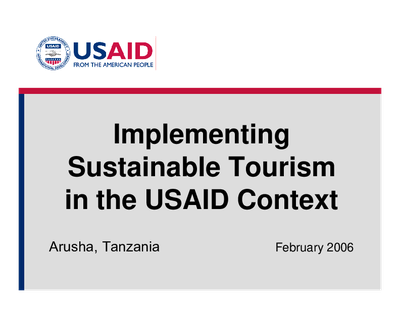 USAID
FROM THE AMERICAN PEOPLE
Implementing
Sustainable Tourism
in the USAID Context
Arusha, Tanzania
February 2006